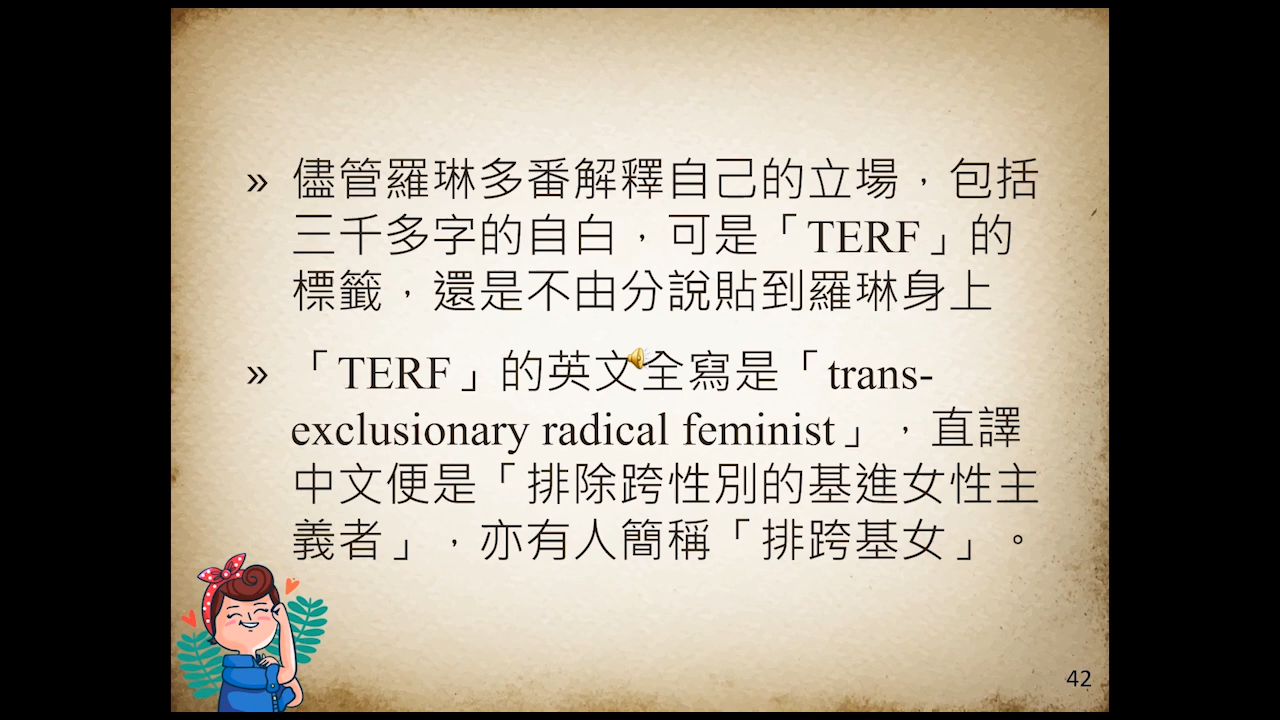 » 儘管羅琳多番解釋自己的立場，包括
三千多字的自白，可是「TERF」的
標籤，還是不由分說貼到羅琳身上
» 「TERF」的英文全寫是「trans-
exclusionary radical feminist」，直譯
中文便是「排除跨性別的基進女性主
義者」，亦有人簡稱「排跨基女」。
42